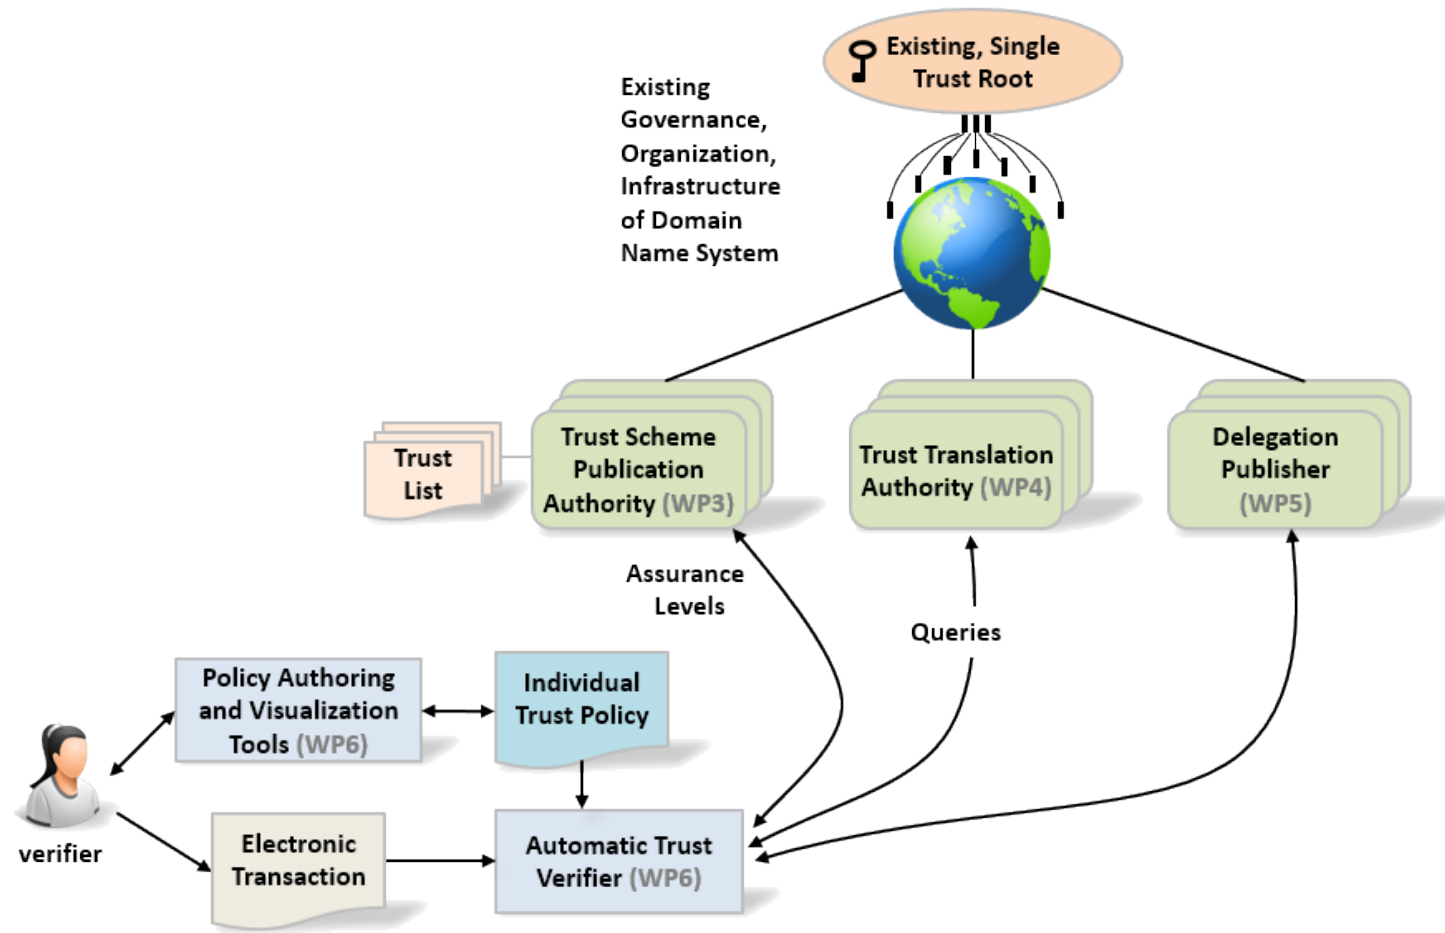 Existing, Single
Trust Root
Existing
Governance,
Organization,
Infrastructure
of Domain
Name System
Trust
List
Trust Scheme
Publication
Authority (WP3)
Trust Translation
Authority (WP4)
Delegation
Publisher
(WP5)
Assurance
Levels
Queries
Policy Authoring
and Visualization
Tools (WP6)
Individual
Trust Policy
verifier
Electronic
Transaction
Automatic Trust
Verifier (WP6)